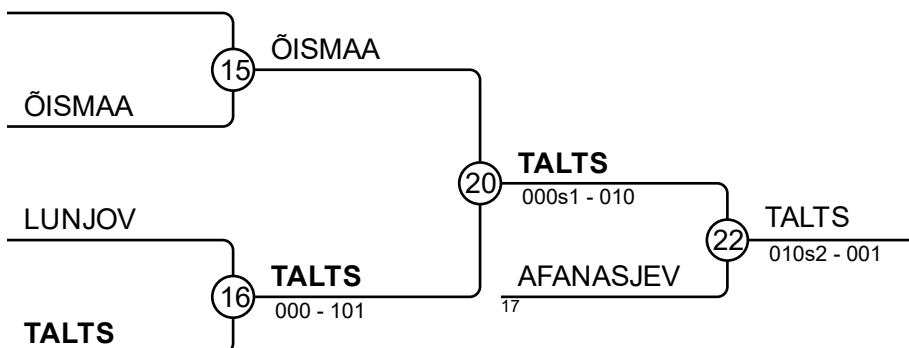 ÕISMAA
15
ÕISMAA
TALTS
20
000s1 - 010
LUNJOV
TALTS
22
010s2 - 001
TALTS
AFANASJEV
16
000 - 101
17
TALTS